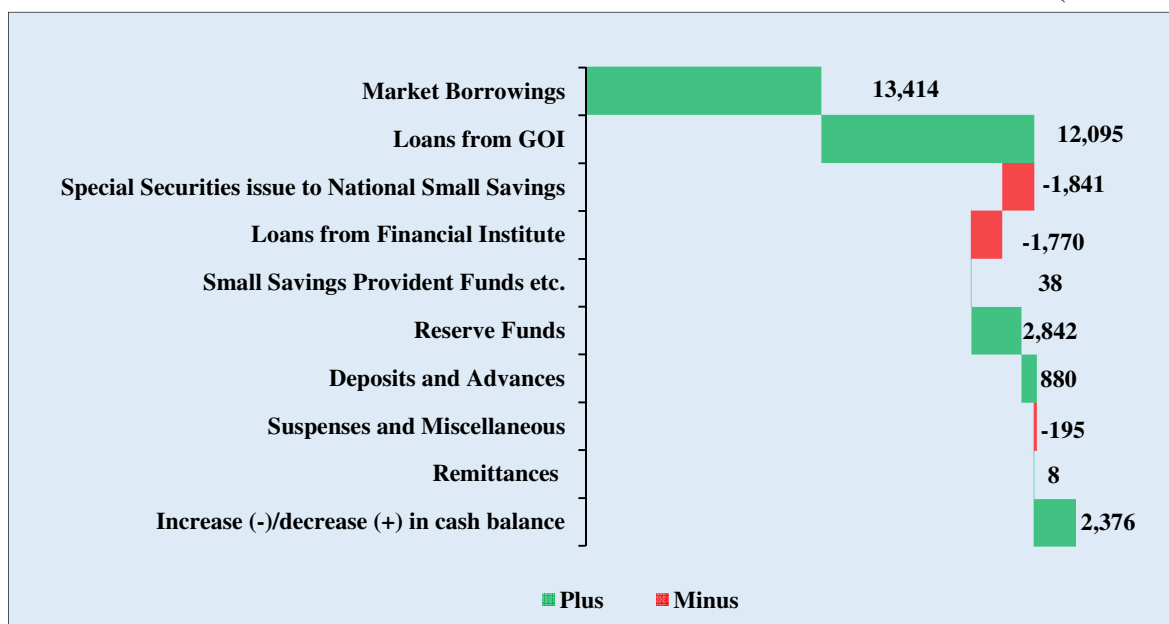 Market Borrowings 13,414
Loans from GOI 12,095
Special Securities issue to National Small Savings -1,841
Loans from Financial Institute -1,770
Small Savings Provident Funds etc. 38
Reserve Funds 2,842
Deposits and Advances 880
Suspenses and Miscellaneous -195
Remittances 8
Increase (-)/decrease (+) in cash balance 2,376
Plus Minus